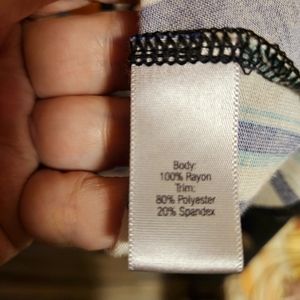 Body:
100% Rayon
Trim:
80% Polyester
20% Spandex